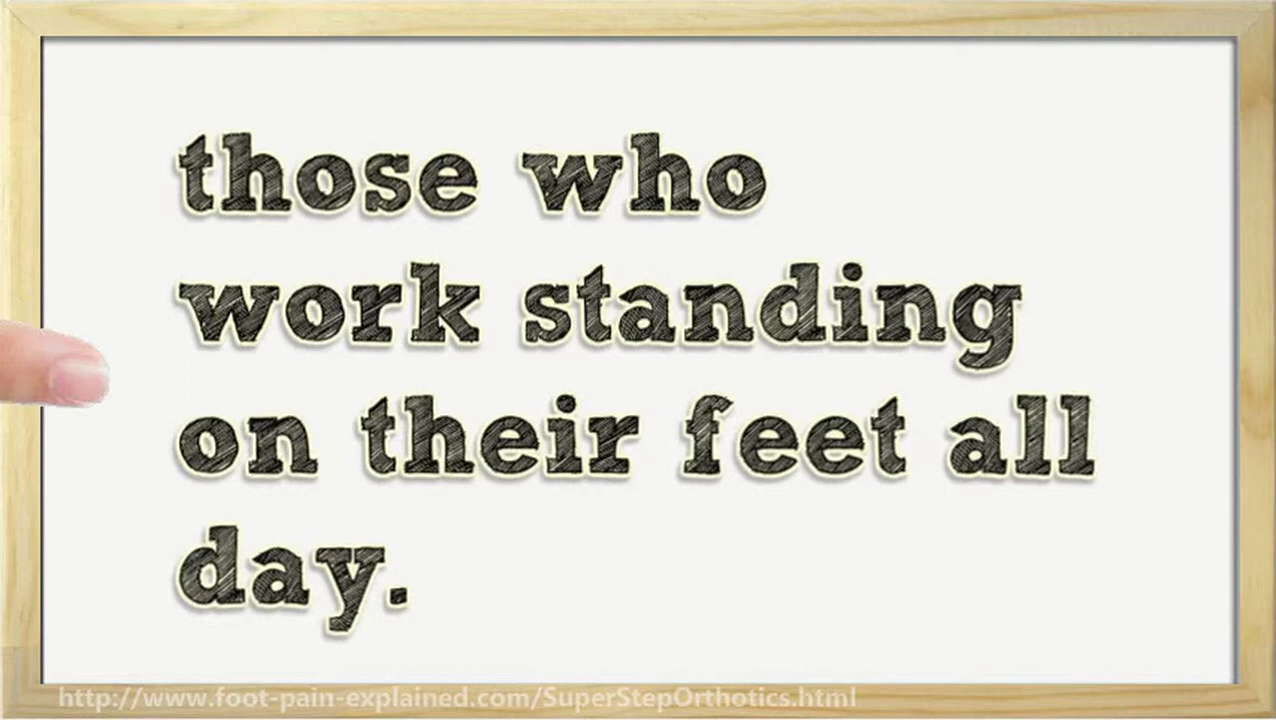 those who
work standing
on their feet all
day.
http://www.foot-pain-explained.com/SuperStepOrthotics.html